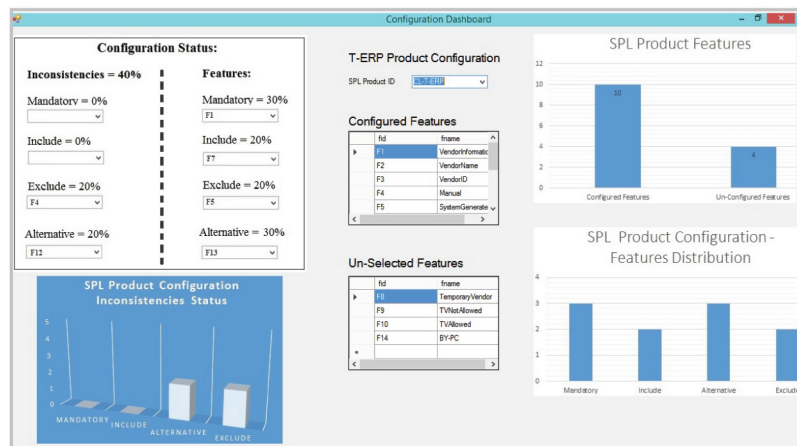 Configuration Dashboard
Configuration Status:
Inconsistencies = 40%
Features:
Mandatory = 0%
Mandatory = 30%
F1
Include = 0%
Include = 20%
F7
Exclude = 20%
F4
Exclude = 20%
F5
Alternative = 20%
F12
Alternative = 30%
F13
SPL Product Configuration
Inconsistencies Status
5
4
3
2
1
0
MANDATORY
INCLUDE
ALTERNATIVE
EXCLUDE
T-ERP Product Configuration
SPL Product ID
CL-T-ERP
Configured Features
fid fname
F1 VendorInformatic
F2 VendorName
F3 VendorID
F4 Manual
F5 SystemGenerate
Un-Selected Features
fid fname
F8 TemporaryVendor
F9 TVNotAllowed
F10 TVAllowed
F14 BY-PC
SPL Product Features
12
10
8
6
4
2
0
10
4
Configured Features
Un-Configured Features
SPL Product Configuration -
Features Distribution
4
3
2
1
0
Mandatory
Include
Alternative
Exclude